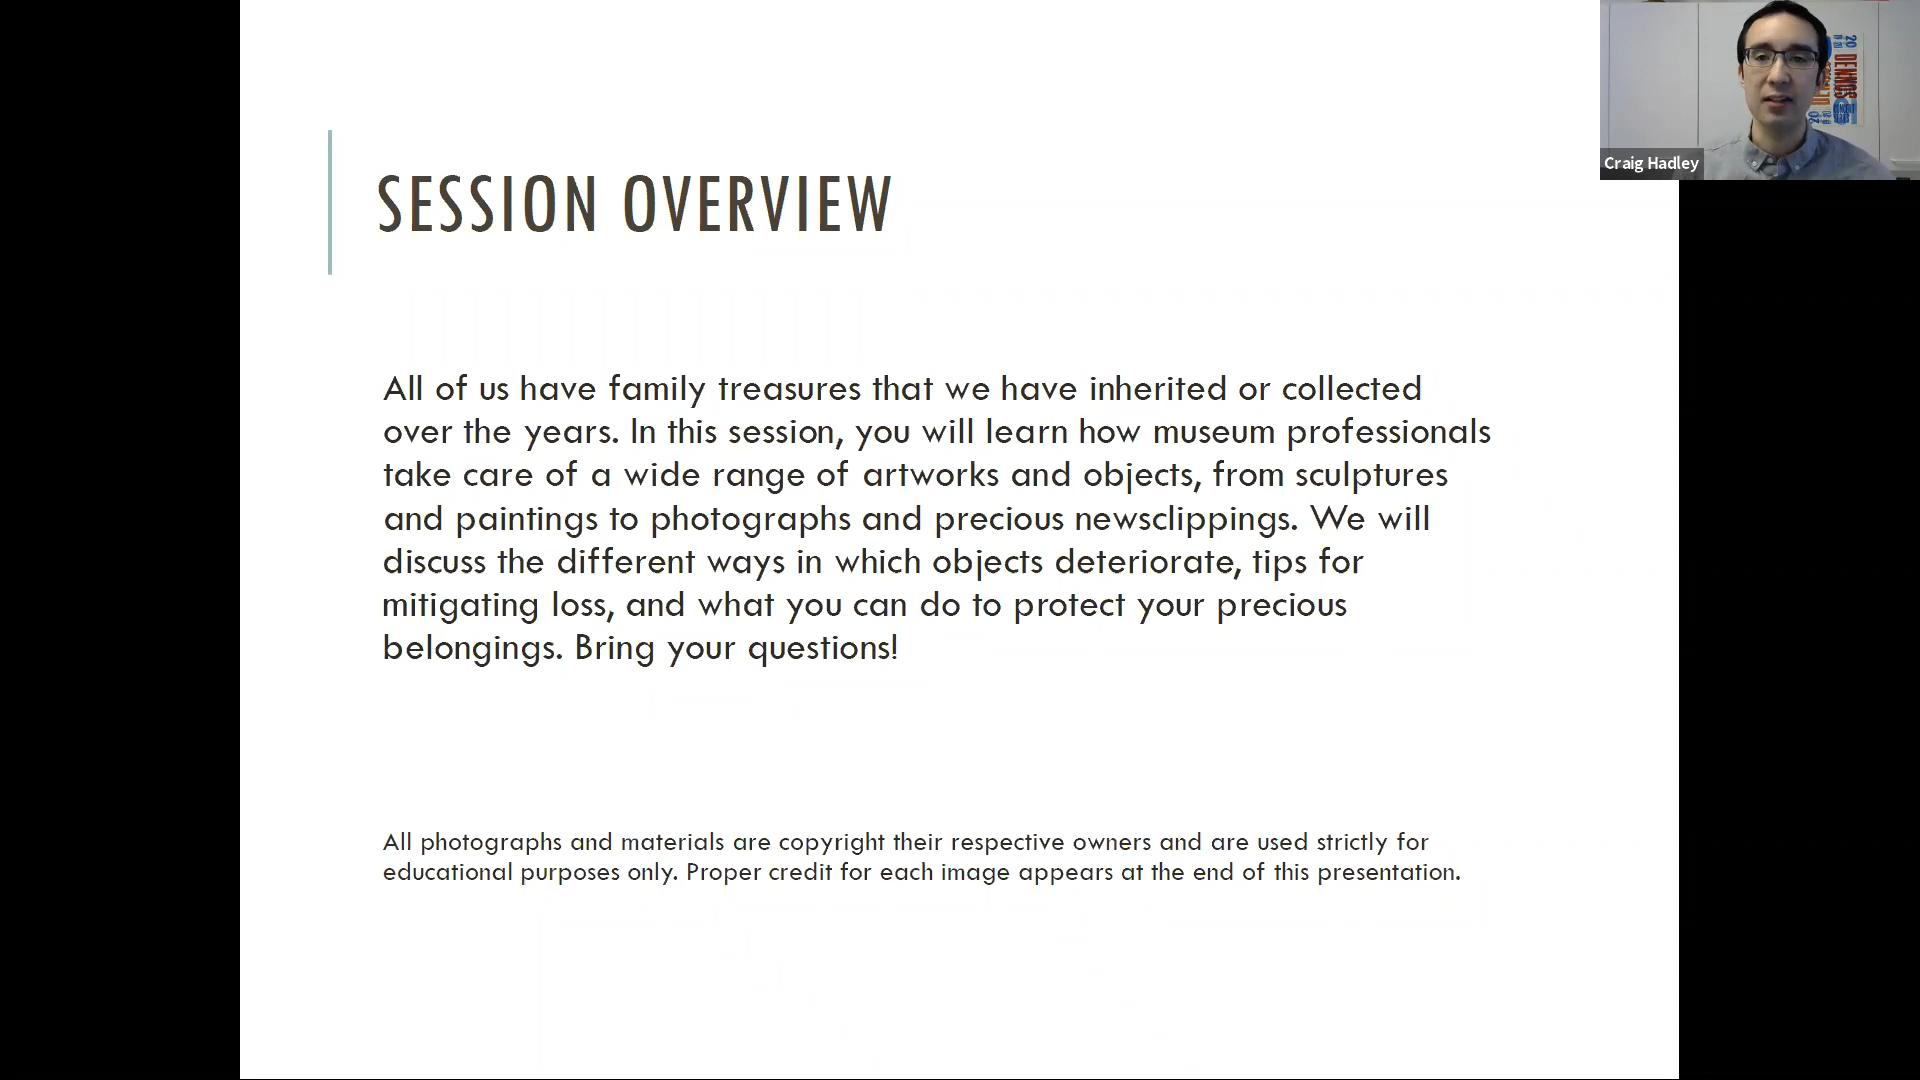 SESSION OVERVIEW
All of us have family treasures that we have inherited or collected
over the years. In this session, you will learn how museum professionals
take care of a wide range of artworks and objects, from sculptures
and paintings to photographs and precious newsclippings. We will
discuss the different ways in which objects deteriorate, tips for
mitigating loss, and what you can do to protect your precious
belongings. Bring your questions!
All photographs and materials are copyright their respective owners and are used strictly for
educational purposes only. Proper credit for each image appears at the end of this presentation.
Craig Hadley
20
DENNOS